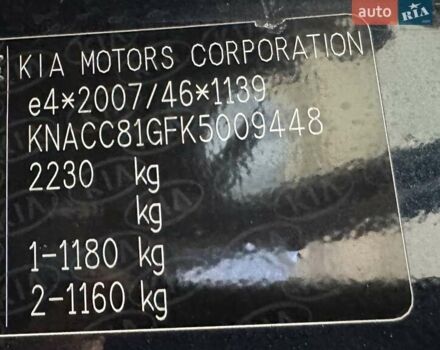 auto RIA
KIA MOTORS CORPORATION
e4*2007/46*1139
KNACC81GFK5009448
2230 kg
kg
1-1180 kg
2-1160 kg